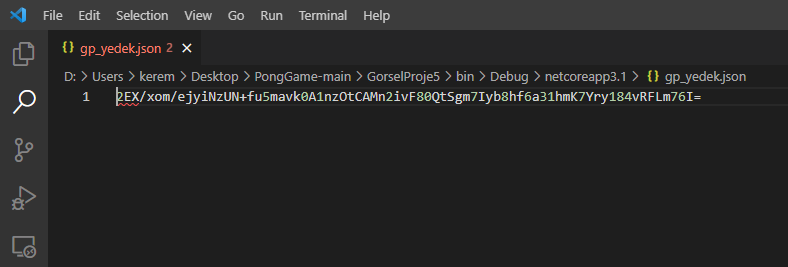 File Edit Selection View Go Run Terminal Help
{} gp_yedek.json 2 ×
D: > Users > kerem > Desktop > PongGame-main > GorselProje5 > bin > Debug > netcoreapp3.1 > {} gp_yedek.json
1 2EX/xom/ejyiNzUN+fu5mavk0A1nzOtCAMn2ivF80QtSgm7Iyb8hf6a31hmK7Yry184vRFLm76I=